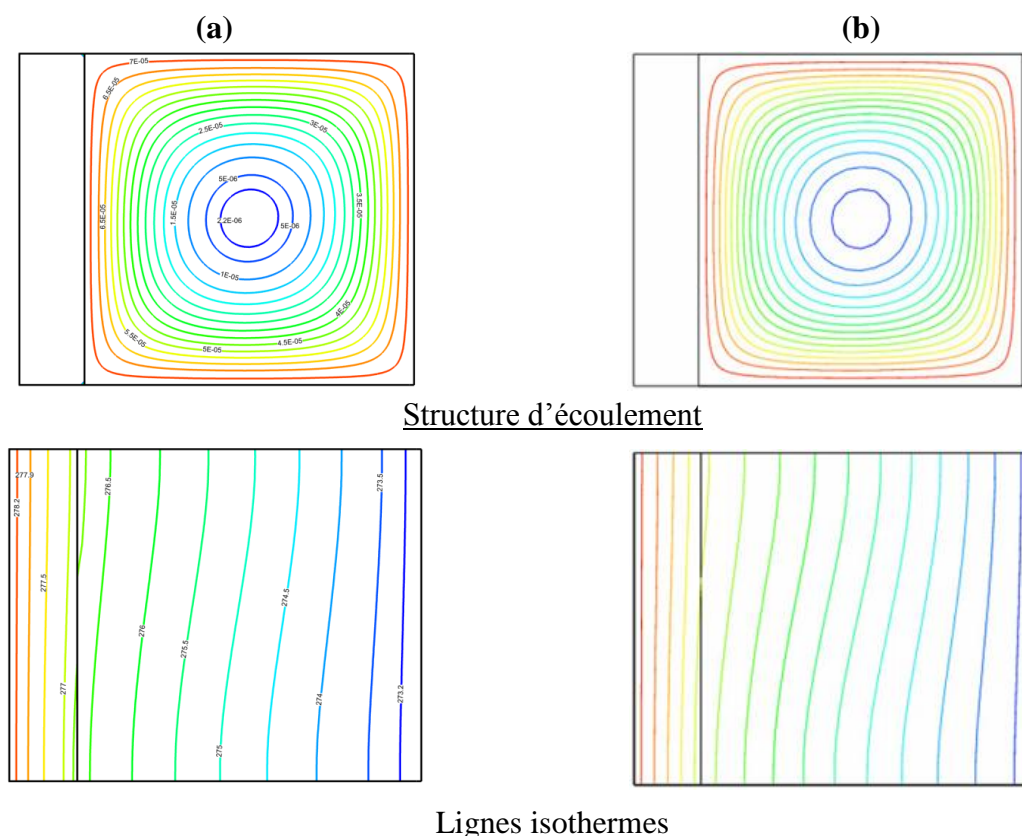 (a) (b)
7E-05
6.5E-05
2.5E-05 3E-05
5E-06
6.5E-05 1.5E-05 3.5E-05
2.2E-06 5E-06
1E-05
4E-05
5.5E-05 5E-05 4.5E-05
Structure d'écoulement
277.9 276.5 273.5
278.2
277.5 274.5
276 275.5
277 274 273.2
275
Lignes isothermes